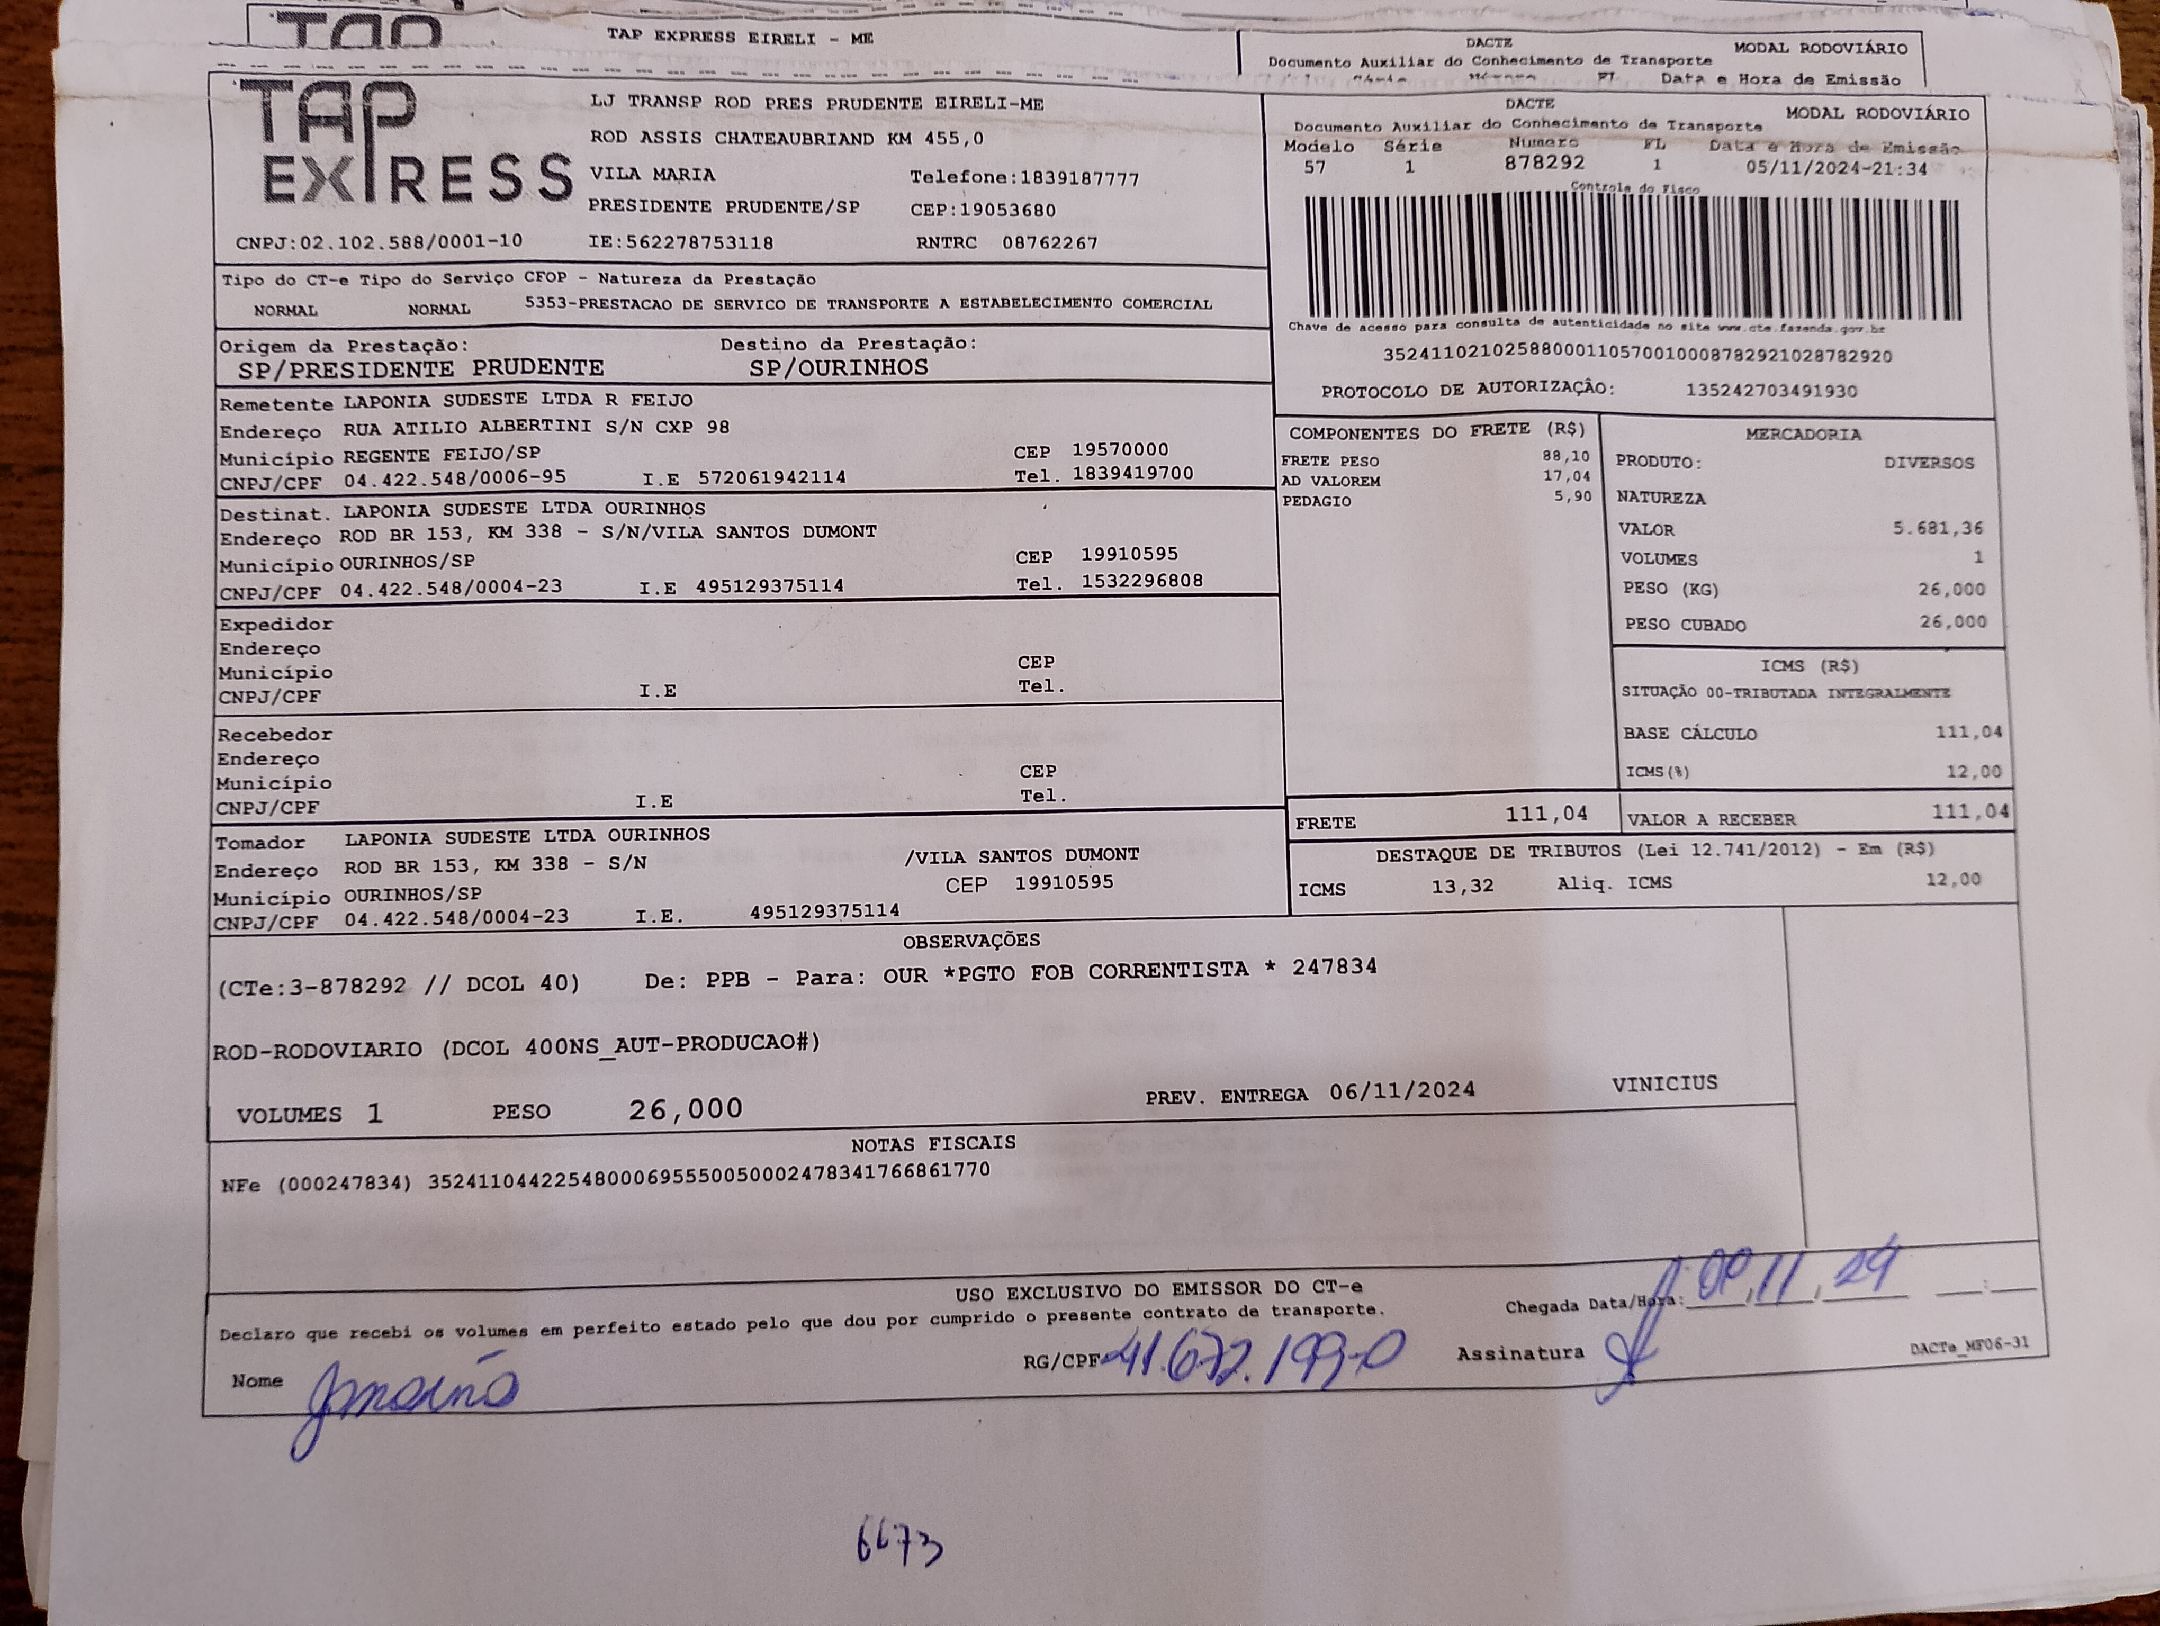 TAP
TAP EXPRESS EIRELI - ME
DACTE
MODAL RODOVIÁRIO
Documento Auxiliar do Conhecimento de Transporte
FL Data e Hora de Emissão
TAP EXPRESS
LJ TRANSP ROD PRES PRUDENTE EIRELI-ME
ROD ASSIS CHATEAUBRIAND KM 455,0
VILA MARIA Telefone:1839187777
PRESIDENTE PRUDENTE/SP CEP:19053680
CNPJ:02.102.588/0001-10 IE:562278753118 RNTRC 08762267
DACTE
MODAL RODOVIÁRIO
Documento Auxiliar do Conhecimento de Transporte
Modelo Série Numero FL Data e Hora de Emissão
57 1 878292 1 05/11/2024-21:34
Controle do Fisco
Chave de acesso para consulta de autenticidade no site www.cte.fazenda.gov.br
35241102102588000110570010008782921028782920
PROTOCOLO DE AUTORIZAÇÃO: 135242703491930
Tipo do CT-e Tipo do Serviço CFOP - Natureza da Prestação
NORMAL NORMAL 5353-PRESTACAO DE SERVICO DE TRANSPORTE A ESTABELECIMENTO COMERCIAL
Origem da Prestação: Destino da Prestação:
SP/PRESIDENTE PRUDENTE SP/OURINHOS
Remetente LAPONIA SUDESTE LTDA R FEIJO
Endereço RUA ATILIO ALBERTINI S/N CXP 98
Município REGENTE FEIJO/SP CEP 19570000
CNPJ/CPF 04.422.548/0006-95 I.E 572061942114 Tel. 1839419700
Destinat. LAPONIA SUDESTE LTDA OURINHOS
Endereço ROD BR 153, KM 338 - S/N/VILA SANTOS DUMONT
Município OURINHOS/SP CEP 19910595
CNPJ/CPF 04.422.548/0004-23 I.E 495129375114 Tel. 1532296808
Expedidor
Endereço
Município CEP
CNPJ/CPF I.E Tel.
Recebedor
Endereço
Município CEP
CNPJ/CPF I.E Tel.
Tomador LAPONIA SUDESTE LTDA OURINHOS
Endereço ROD BR 153, KM 338 - S/N /VILA SANTOS DUMONT
Município OURINHOS/SP CEP 19910595
CNPJ/CPF 04.422.548/0004-23 I.E. 495129375114
COMPONENTES DO FRETE (R$)
FRETE PESO 88,10
AD VALOREM 17,04
PEDAGIO 5,90
MERCADORIA
PRODUTO: DIVERSOS
NATUREZA
VALOR 5.681,36
VOLUMES 1
PESO (KG) 26,000
PESO CUBADO 26,000
ICMS (R$)
SITUAÇÃO 00-TRIBUTADA INTEGRALMENTE
BASE CÁLCULO 111,04
ICMS(%) 12,00
FRETE 111,04 VALOR A RECEBER 111,04
DESTAQUE DE TRIBUTOS (Lei 12.741/2012) - Em (R$)
ICMS 13,32 Aliq. ICMS 12,00
OBSERVAÇÕES
(CTe:3-878292 // DCOL 40) De: PPB - Para: OUR *PGTO FOB CORRENTISTA * 247834
ROD-RODOVIARIO (DCOL 400NS_AUT-PRODUCAO#)
VOLUMES 1 PESO 26,000 PREV. ENTREGA 06/11/2024 VINICIUS
NOTAS FISCAIS
NFe (000247834) 35241104422548000695550050002478341766861770
USO EXCLUSIVO DO EMISSOR DO CT-e
Declaro que recebi os volumes em perfeito estado pelo que dou por cumprido o presente contrato de transporte.
Chegada Data/Hora: 11, 24
Nome
RG/CPF 41.672.199-0 Assinatura
DACTe_MF06-31
6673